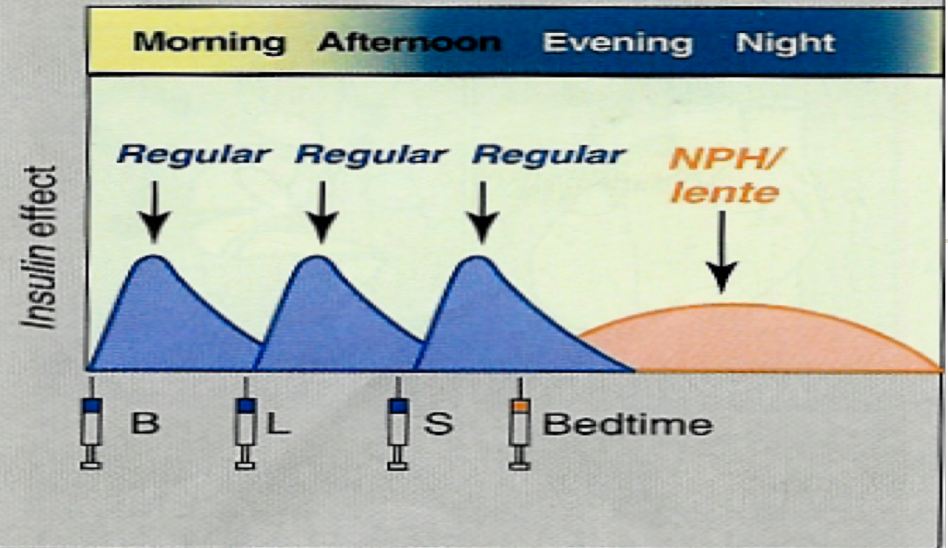 Morning Afternoon Evening Night
Regular Regular Regular NPH/
lente
Insulin effect
B L S Bedtime